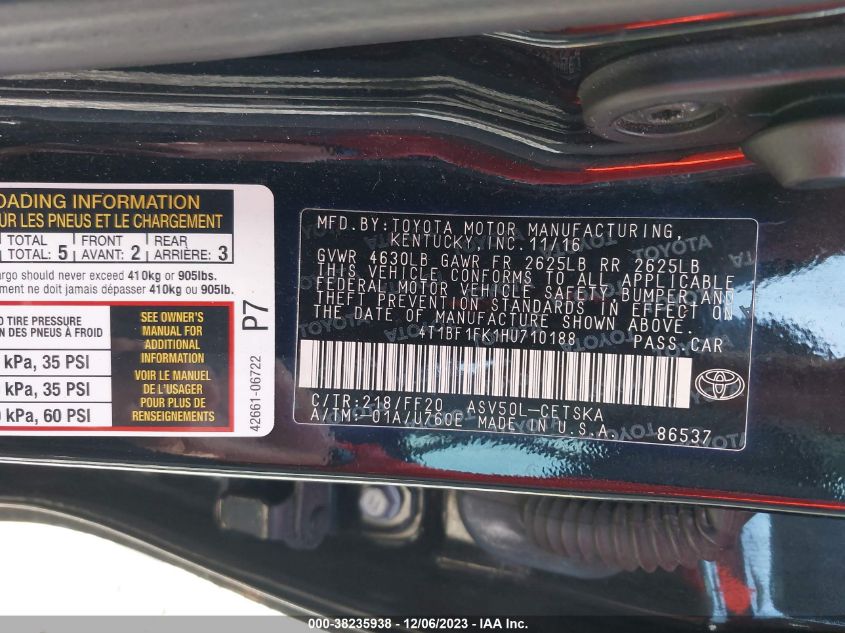 OADING INFORMATION
UR LES PNEUS ET LE CHARGEMENT
TOTAL 5 FRONT 2 REAR 3
TOTAL: AVANT: ARRIÈRE:
argo should never exceed 410kg or 905lbs.
ment ne doit jamais dépasser 410kg ou 905lb.
D TIRE PRESSURE
ON DES PNEUS À FROID
kPa, 35 PSI
0 kPa, 35 PSI
0 kPa, 60 PSI
SEE OWNER'S
MANUAL FOR
ADDITIONAL
INFORMATION
VOIR LE MANUEL
DE L'USAGER
POUR PLUS DE
RENSEIGNEMENTS
42661-06722 P7
MFD.BY:TOYOTA MOTOR MANUFACTURING,
KENTUCKY,INC.11/16
GVWR 4630LB GAWR FR 2625LB RR 2625LB
THIS VEHICLE CONFORMS TO ALL APPLICABLE
FEDERAL MOTOR VEHICLE SAFETY,BUMPER,AND
THEFT PREVENTION STANDARDS IN EFFECT ON
THE DATE OF MANUFACTURE SHOWN ABOVE.
4T1BF1FK1HU710188 PASS.CAR
C/TR:218/FF20 ASV50L-CETSKA
A/TM:-01A/U760E MADE IN U.S.A. 86537
TOYOTA
000-38235938 - 12/06/2023 - IAA Inc.